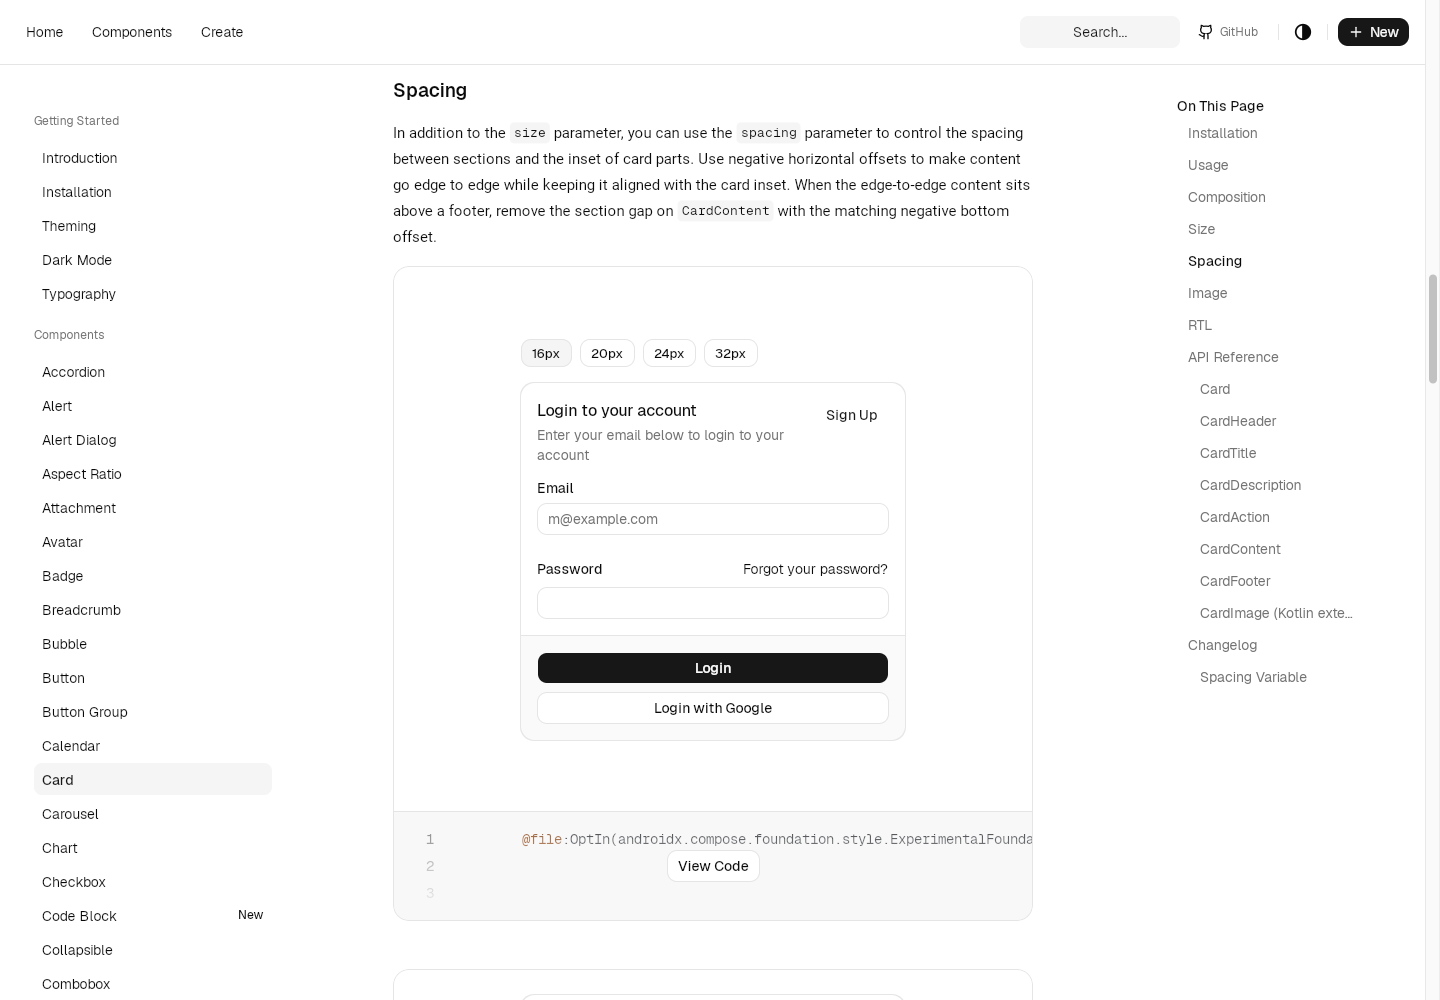 Home
Components
Create
Search...
GitHub
New
Getting Started
Introduction
Installation
Theming
Dark Mode
Typography
Components
Accordion
Alert
Alert Dialog
Aspect Ratio
Attachment
Avatar
Badge
Breadcrumb
Bubble
Button
Button Group
Calendar
Card
Carousel
Chart
Checkbox
Code Block New
Collapsible
Combobox
Spacing
In addition to the size parameter, you can use the spacing parameter to control the spacing
between sections and the inset of card parts. Use negative horizontal offsets to make content
go edge to edge while keeping it aligned with the card inset. When the edge-to-edge content sits
above a footer, remove the section gap on CardContent with the matching negative bottom
offset.
16px 20px 24px 32px
Login to your account
Sign Up
Enter your email below to login to your
account
Email
m@example.com
Password
Forgot your password?
Login
Login with Google
1 @file:OptIn(androidx.compose.foundation.style.ExperimentalFounda
2
View Code
3
On This Page
Installation
Usage
Composition
Size
Spacing
Image
RTL
API Reference
Card
CardHeader
CardTitle
CardDescription
CardAction
CardContent
CardFooter
CardImage (Kotlin exte...
Changelog
Spacing Variable